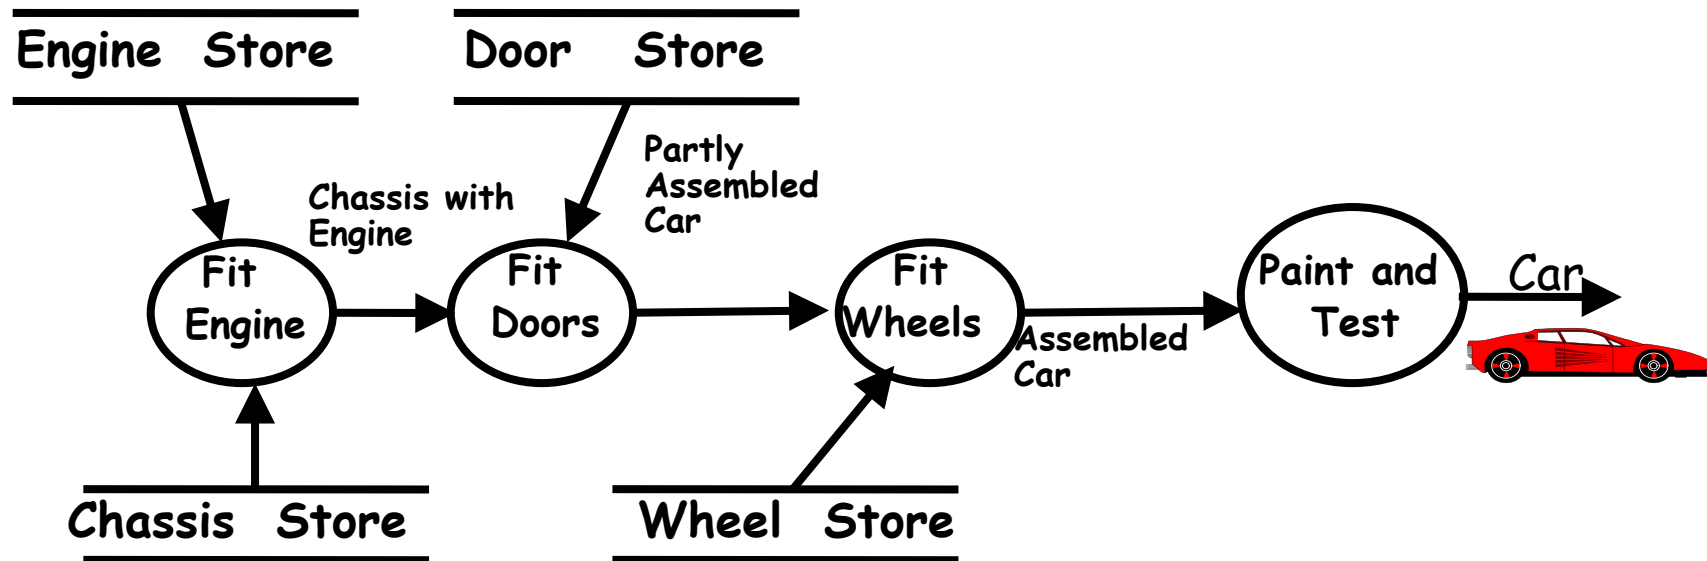 Engine Store
Door Store
Partly
Assembled
Car
Chassis with
Engine
Fit
Engine
Fit
Doors
Fit
Wheels
Assembled
Car
Paint and
Test
Car
Chassis Store
Wheel Store